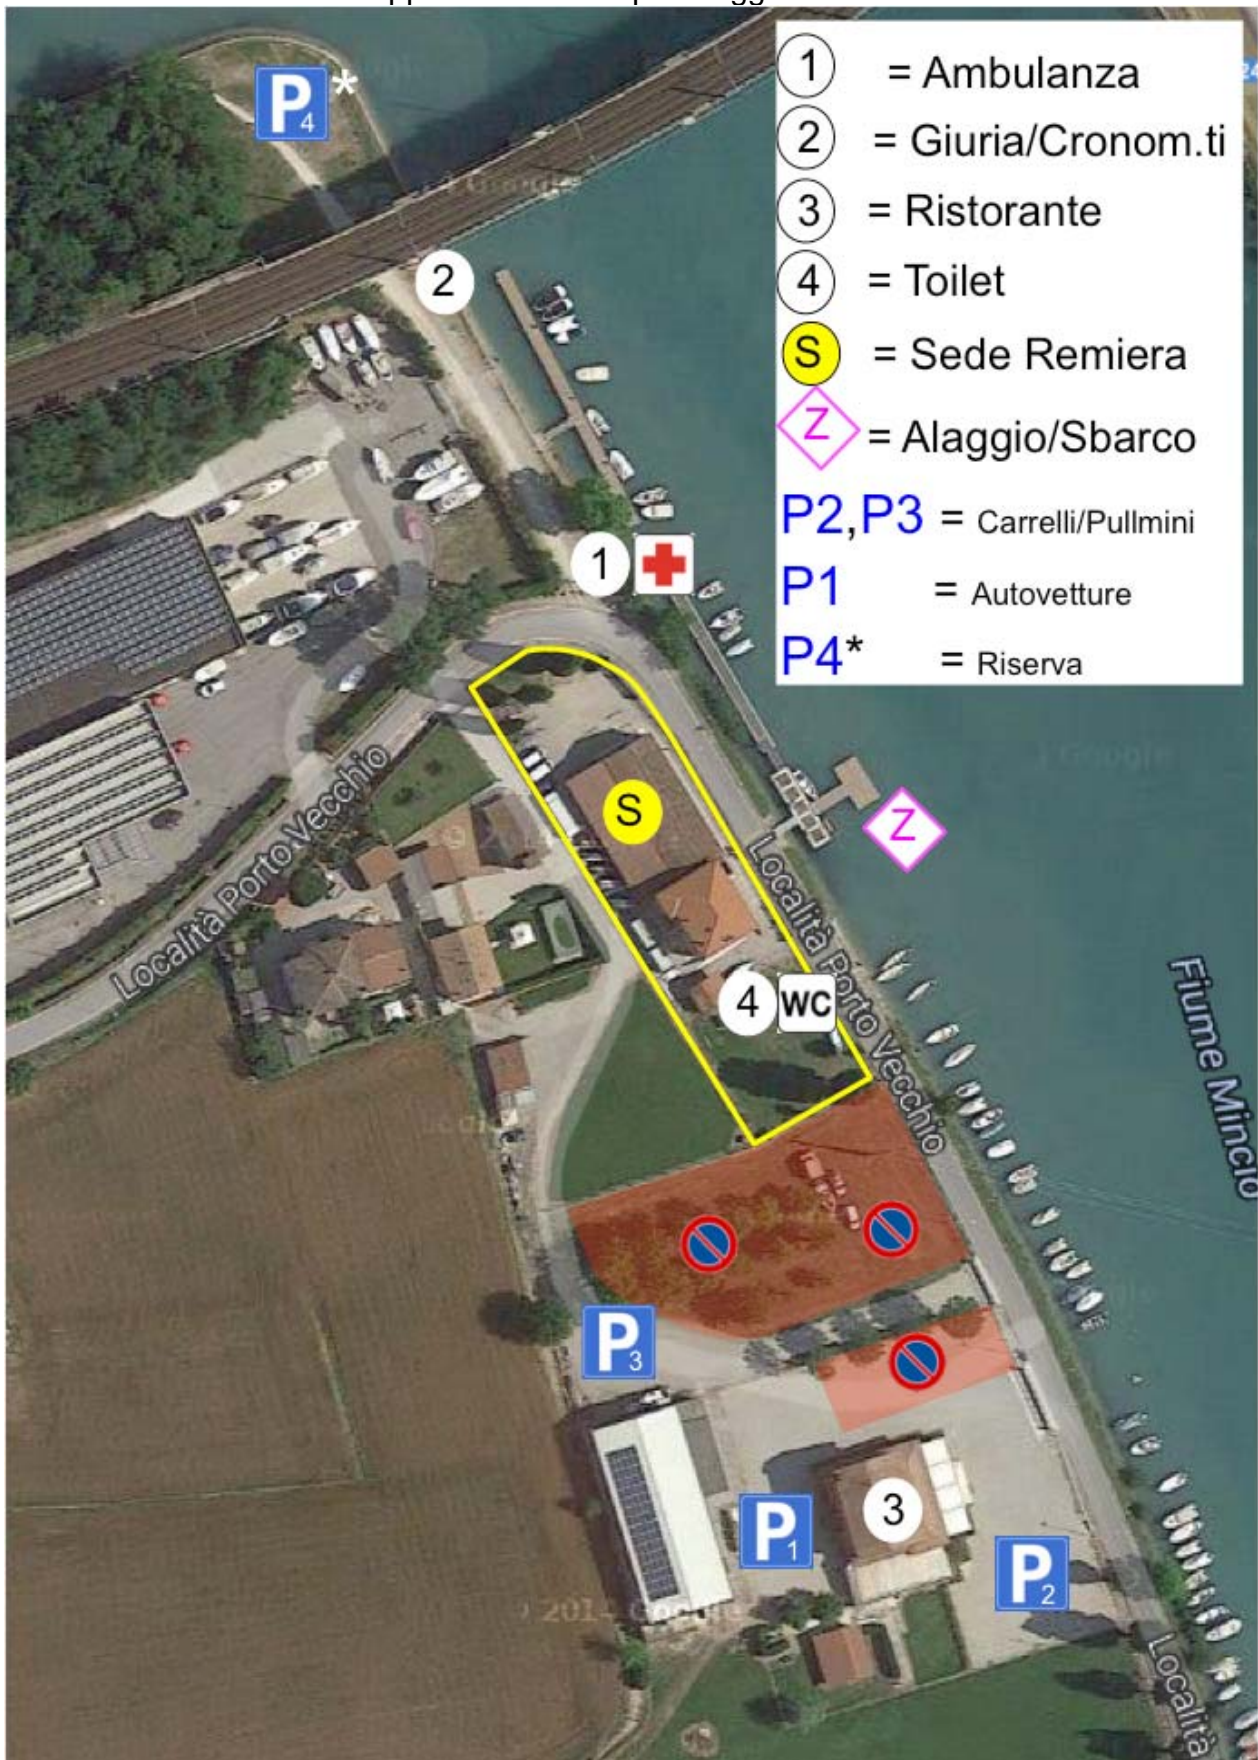 1 = Ambulanza
2 = Giuria/Cronom.ti
3 = Ristorante
4 = Toilet
S = Sede Remiera
Z = Alaggio/Sbarco
P2,P3 = Carrelli/Pullmini
P1 = Autovetture
P4* = Riserva
P4 *
2
1
S
Z
Località Porto Vecchio
Località Porto Vecchio
4 WC
Fiume Mincio
P3
3
P1
P2
Località